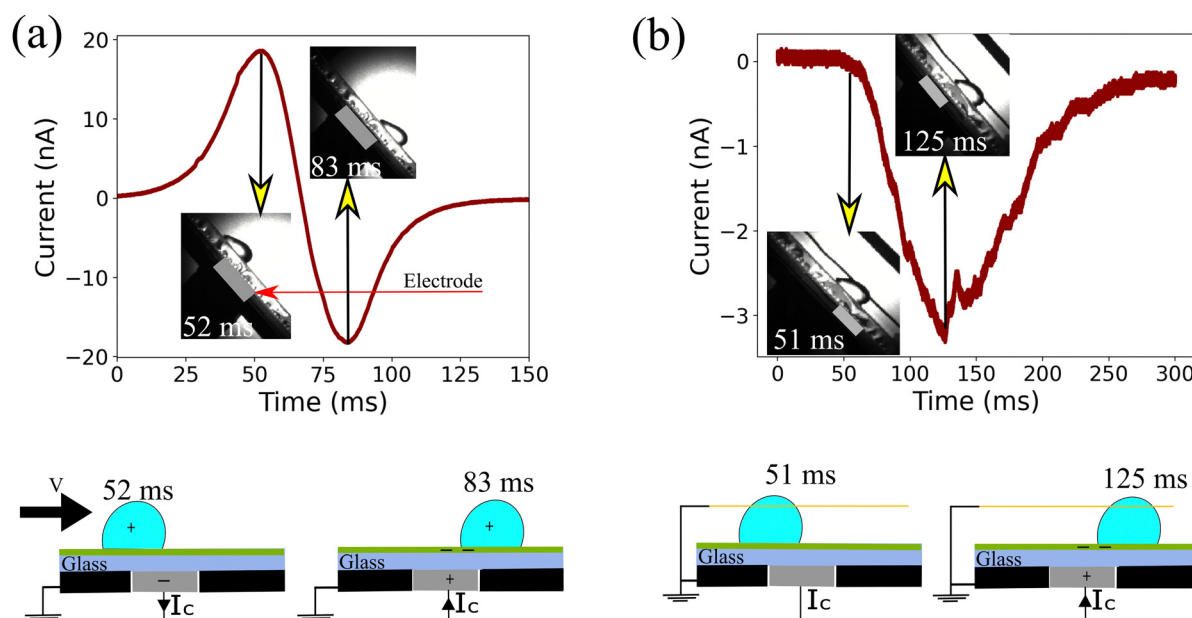 (a)
20
10
0
−10
−20
Current (nA)
83 ms
52 ms
Electrode
0
25
50
75
100
125
150
Time (ms)
(b)
0
−1
−2
−3
Current (nA)
125 ms
51 ms
0
50
100
150
200
250
300
Time (ms)
V
52 ms
+
Glass
−
Ic
83 ms
+
− −
Glass
+
Ic
51 ms
Glass
Ic
125 ms
− −
Glass
+
Ic